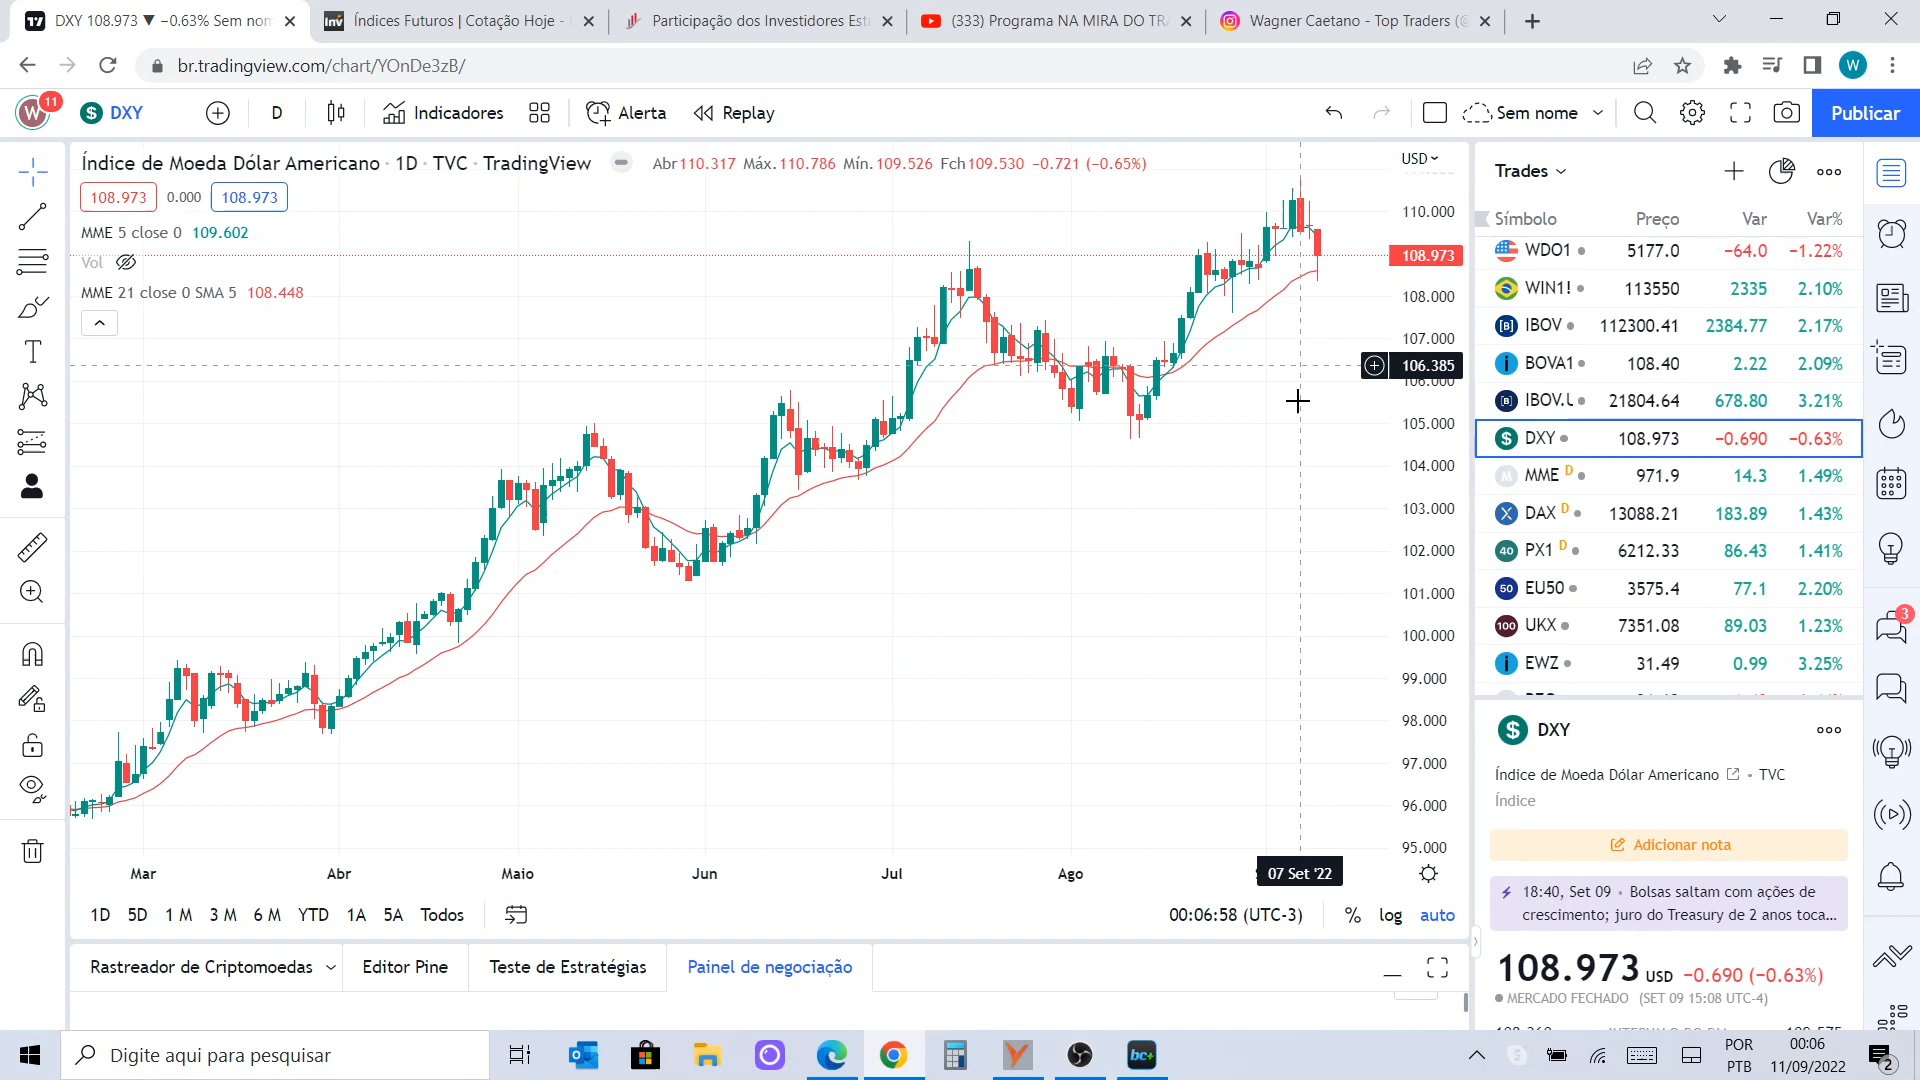 DXY 108.973 ▼ −0.63% Sem nom
Índices Futuros | Cotação Hoje -
Participação dos Investidores Est
(333) Programa NA MIRA DO TRA
Wagner Caetano - Top Traders (@
br.tradingview.com/chart/YOnDe3zB/
W
W
11
DXY
D
Indicadores
Alerta
Replay
Sem nome
Publicar
Índice de Moeda Dólar Americano · 1D · TVC · TradingView
Abr110.317 Máx.110.786 Mín.109.526 Fch109.530 −0.721 (−0.65%)
USD
108.973 0.000 108.973
MME 5 close 0 109.602
Vol
MME 21 close 0 SMA 5 108.448
110.000
108.973
108.000
107.000
106.385
106.000
105.000
104.000
103.000
102.000
101.000
100.000
99.000
98.000
97.000
96.000
95.000
Mar Abr Maio Jun Jul Ago 07 Set '22
1D 5D 1 M 3 M 6 M YTD 1A 5A Todos
00:06:58 (UTC-3) % log auto
Rastreador de Criptomoedas Editor Pine Teste de Estratégias Painel de negociação
Trades
Símbolo Preço Var Var%
WDO1 5177.0 −64.0 −1.22%
WIN1! 113550 2335 2.10%
IBOV 112300.41 2384.77 2.17%
BOVA1 108.40 2.22 2.09%
IBOV.L 21804.64 678.80 3.21%
DXY 108.973 −0.690 −0.63%
MME D 971.9 14.3 1.49%
DAX D 13088.21 183.89 1.43%
PX1 D 6212.33 86.43 1.41%
EU50 3575.4 77.1 2.20%
UKX 7351.08 89.03 1.23%
EWZ 31.49 0.99 3.25%
DXY
Índice de Moeda Dólar Americano • TVC
Índice
Adicionar nota
18:40, Set 09 • Bolsas saltam com ações de
crescimento; juro do Treasury de 2 anos toca...
108.973 USD −0.690 (−0.63%)
MERCADO FECHADO (SET 09 15:08 UTC-4)
3
Digite aqui para pesquisar
bc+
POR
PTB
00:06
11/09/2022
2